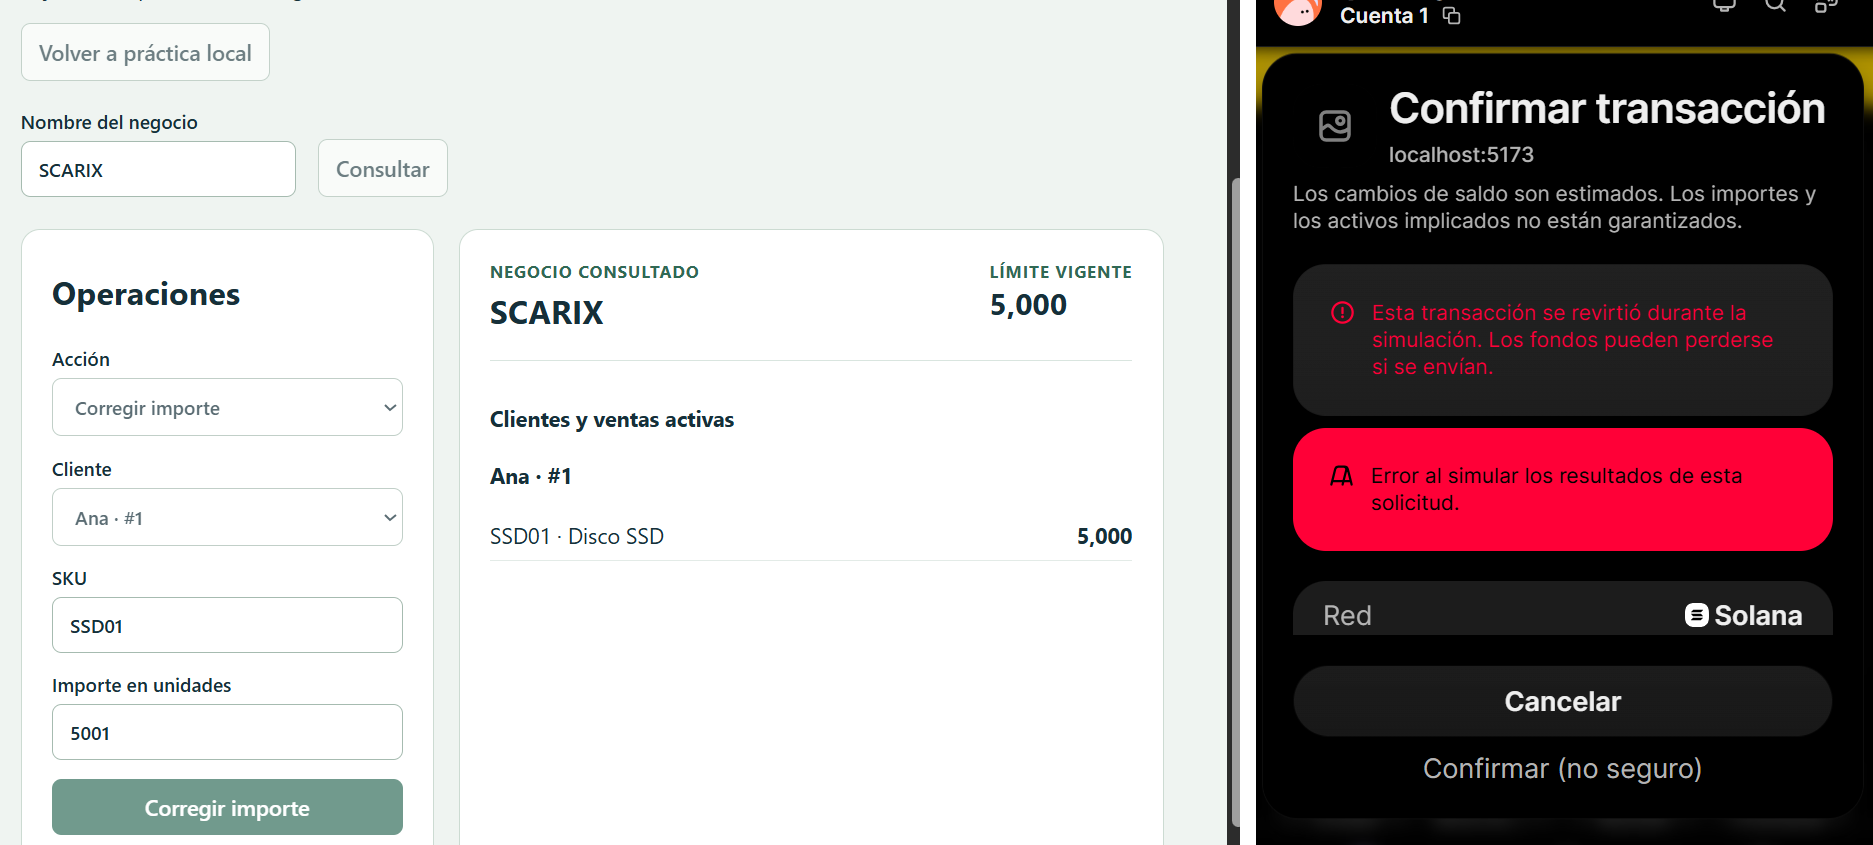 Volver a práctica local
Nombre del negocio
SCARIX
Consultar
Operaciones
Acción
Corregir importe
Cliente
Ana · #1
SKU
SSD01
Importe en unidades
5001
Corregir importe
NEGOCIO CONSULTADO
SCARIX
LÍMITE VIGENTE
5,000
Clientes y ventas activas
Ana · #1
SSD01 · Disco SSD
5,000
Cuenta 1
Confirmar transacción
localhost:5173
Los cambios de saldo son estimados. Los importes y
los activos implicados no están garantizados.
Esta transacción se revirtió durante la
simulación. Los fondos pueden perderse
si se envían.
Error al simular los resultados de esta
solicitud.
Red
Solana
Cancelar
Confirmar (no seguro)